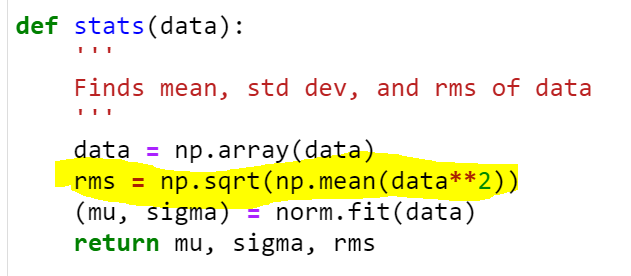 def stats(data):
    '''
    Finds mean, std dev, and rms of data
    '''
    data = np.array(data)
    rms = np.sqrt(np.mean(data**2))
    (mu, sigma) = norm.fit(data)
    return mu, sigma, rms